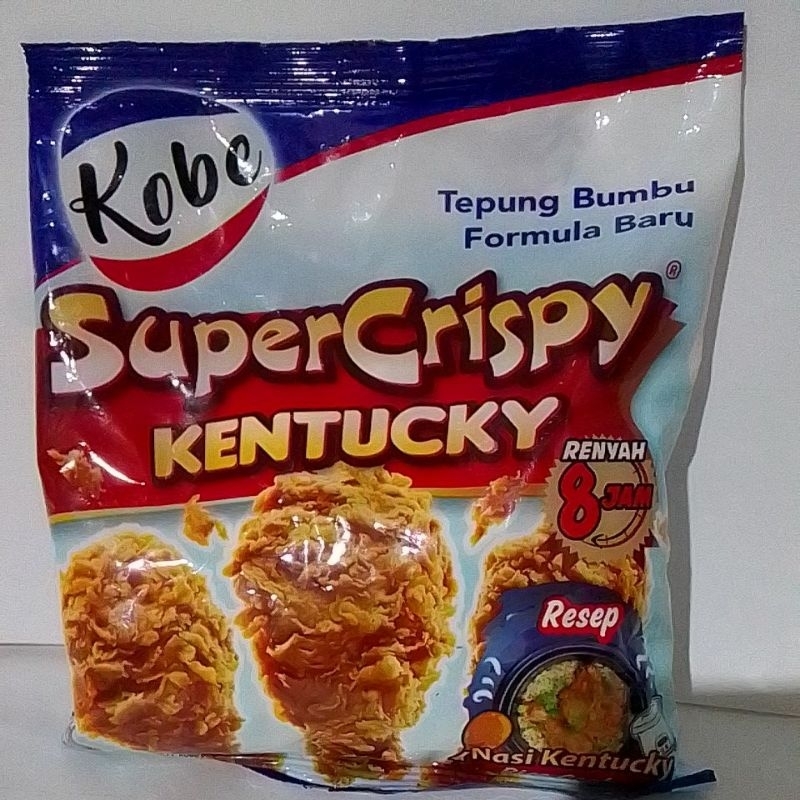 Kobe
Tepung Bumbu
Formula Baru
SuperCrispy®
KENTUCKY
RENYAH
8 JAM
Resep
Nasi Kentucky